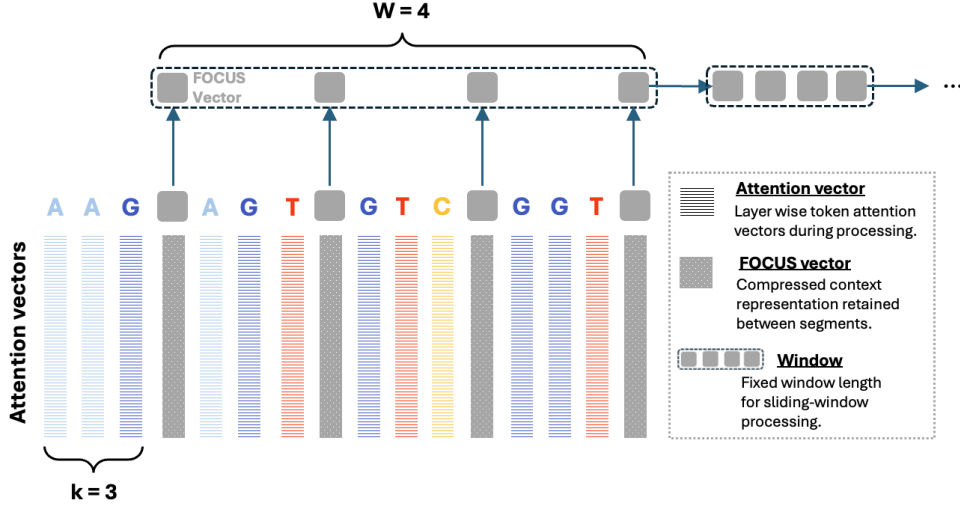 W = 4
FOCUS
Vector
...
A A G A G T G T C G G T
Attention vectors
k = 3
Attention vector
Layer wise token attention
vectors during processing.
FOCUS vector
Compressed context
representation retained
between segments.
Window
Fixed window length
for sliding-window
processing.